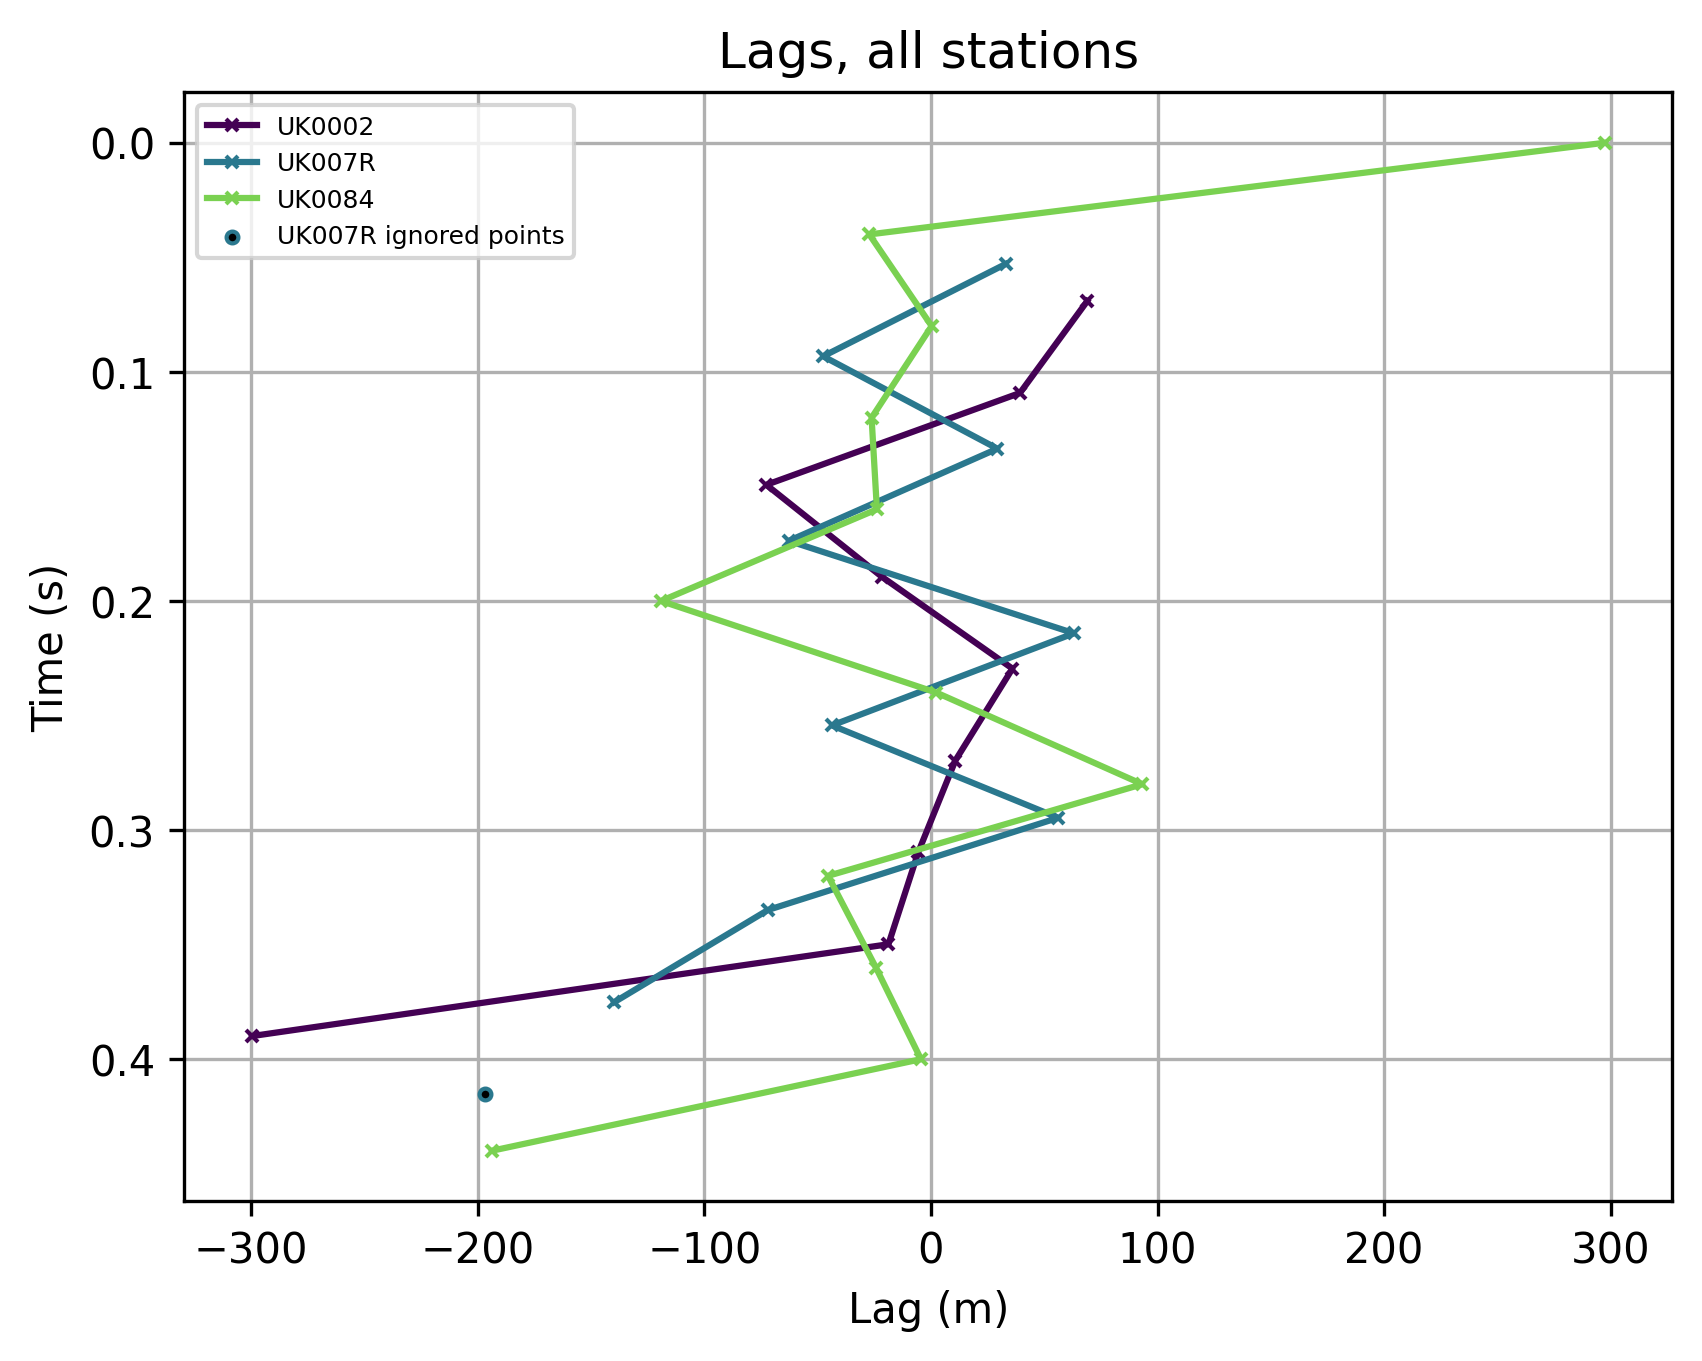 Lags, all stations
UK0002
UK007R
UK0084
UK007R ignored points
0.0
0.1
0.2
0.3
0.4
Time (s)
−300
−200
−100
0
100
200
300
Lag (m)